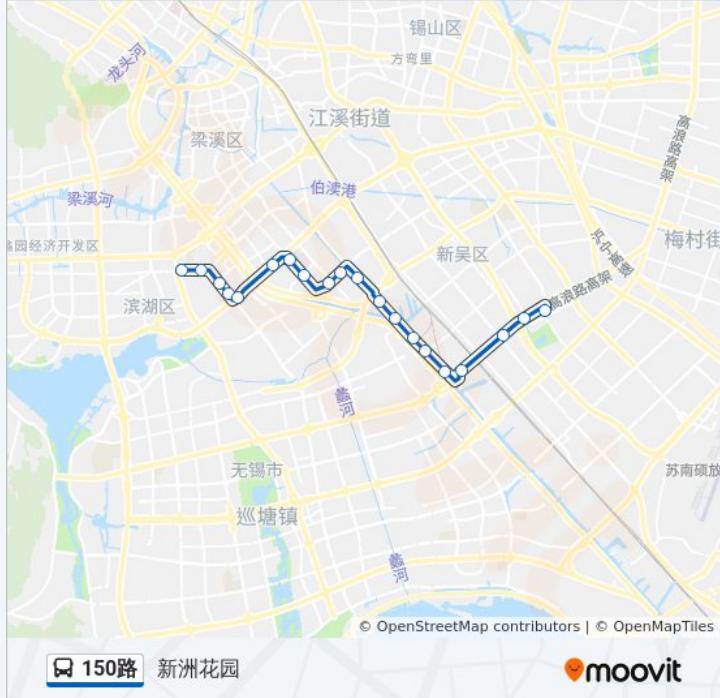 锡山区
方弯里
龙头河
江溪街道
梁溪区
高浪路高架
伯渎港
梁溪河
沪宁高速
梅村街
蠡园经济开发区
新吴区
滨湖区
高浪路高架
蠡河
无锡市
苏南硕放
巡塘镇
蠡河
© OpenStreetMap contributors | © OpenMapTiles
150路 新洲花园
moovit